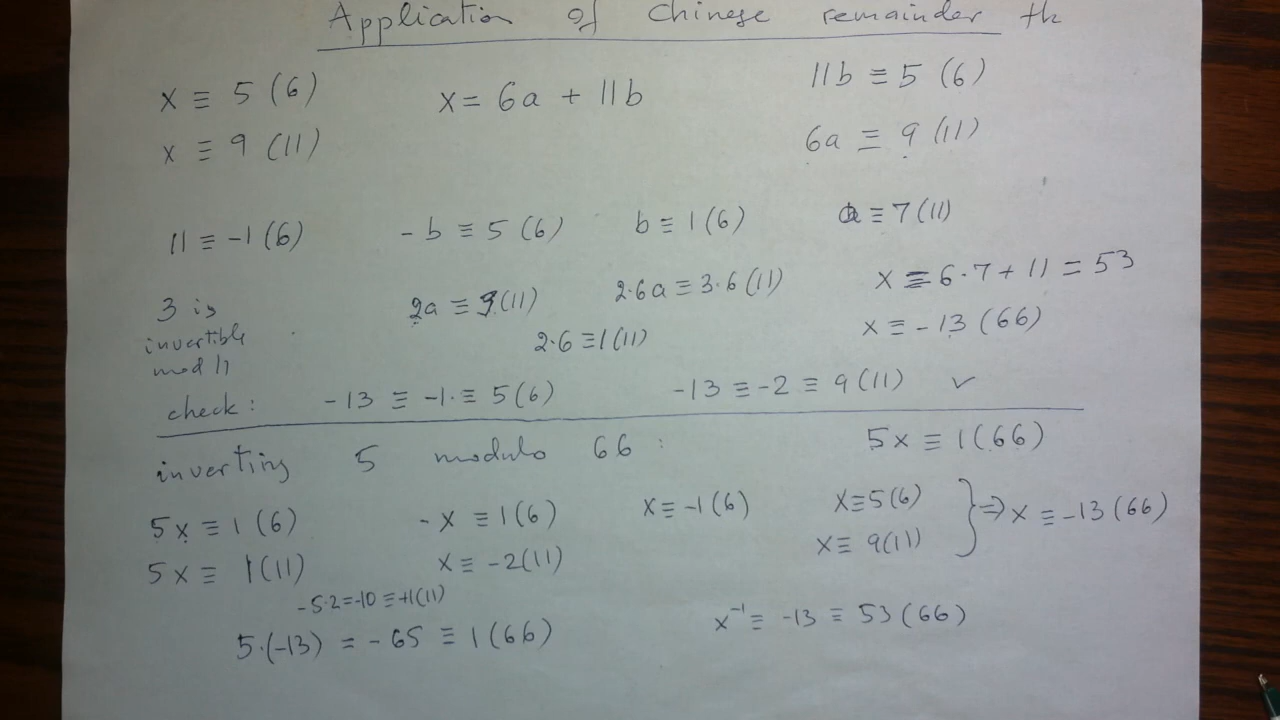 Application of Chinese remainder th
x ≡ 5 (6) x = 6a + 11b 11b ≡ 5 (6)
x ≡ 9 (11) 6a ≡ 9 (11)
11 ≡ -1 (6) -b ≡ 5 (6) b ≡ 1 (6) a ≡ 7 (11)
3 is 2a ≡ 3 (11) 2·6a ≡ 3·6 (11) x ≡ 6·7 + 11 = 53
invertible 2·6 ≡ 1 (11) x ≡ -13 (66)
mod 11
check: -13 ≡ -1 ≡ 5 (6) -13 ≡ -2 ≡ 9 (11) ✓
inverting 5 modulo 66 : 5x ≡ 1 (66)
5x ≡ 1 (6) -x ≡ 1 (6) x ≡ -1 (6) x ≡ 5 (6) } ⇒ x ≡ -13 (66)
5x ≡ 1 (11) x ≡ -2 (11) x ≡ 9 (11)
-5·2 = -10 ≡ +1 (11)
5·(-13) = -65 ≡ 1 (66) x⁻¹ ≡ -13 ≡ 53 (66)